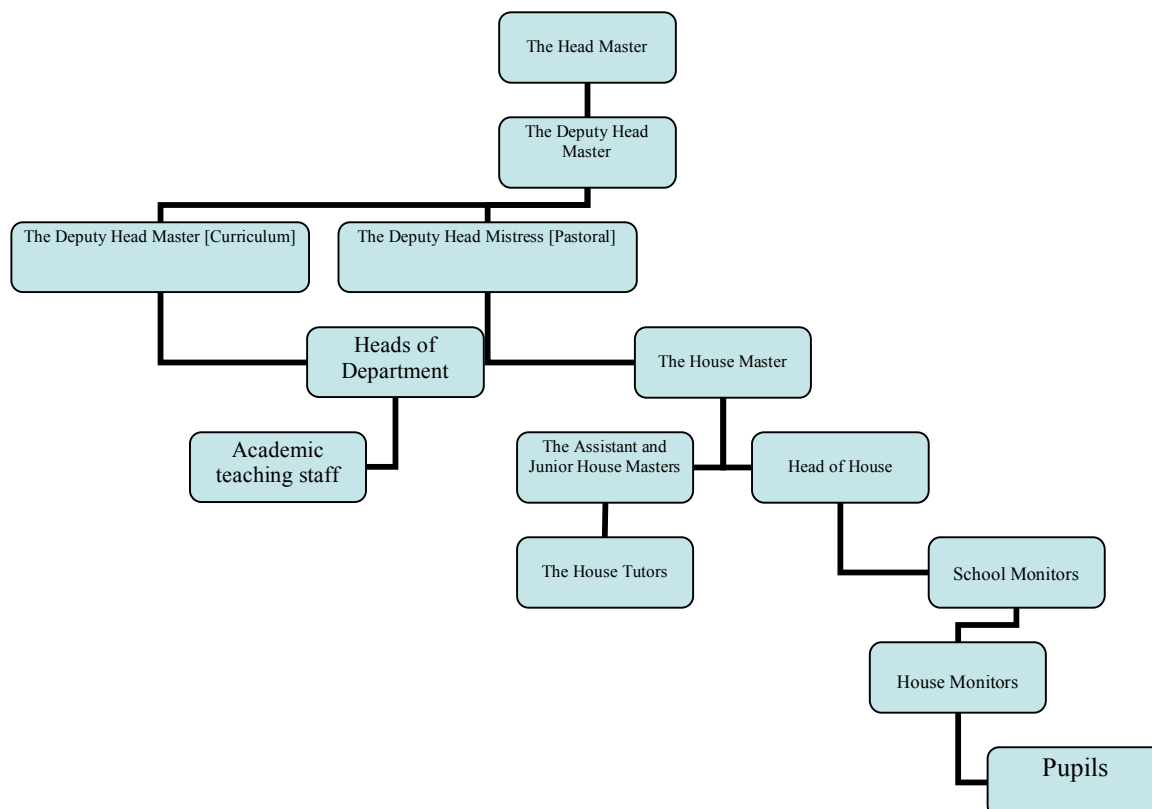 The Head Master
The Deputy Head
Master
The Deputy Head Master [Curriculum]
The Deputy Head Mistress [Pastoral]
Heads of
Department
The House Master
Academic
teaching staff
The Assistant and
Junior House Masters
Head of House
The House Tutors
School Monitors
House Monitors
Pupils